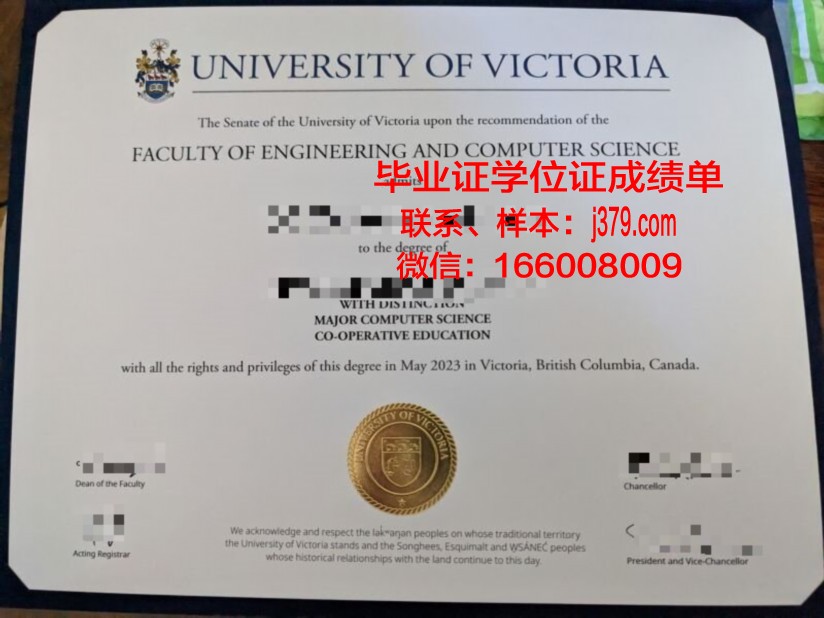 UNIVERSITY OF VICTORIA
The Senate of the University of Victoria upon the recommendation of the
FACULTY OF ENGINEERING AND COMPUTER SCIENCE
毕业证学位证成绩单
联系、样本：j379.com
to the degree of
微信：166008009
WITH DISTINCTION
MAJOR COMPUTER SCIENCE
CO-OPERATIVE EDUCATION
with all the rights and privileges of this degree in May 2023 in Victoria, British Columbia, Canada.
UNIVERSITY OF VICTORIA
Dean of the Faculty
Chancellor
Acting Registrar
We acknowledge and respect the lək̓ʷəŋən peoples on whose traditional territory
the University of Victoria stands and the Songhees, Esquimalt and W̱SÁNEĆ peoples
whose historical relationships with the land continue to this day.
President and Vice-Chancellor